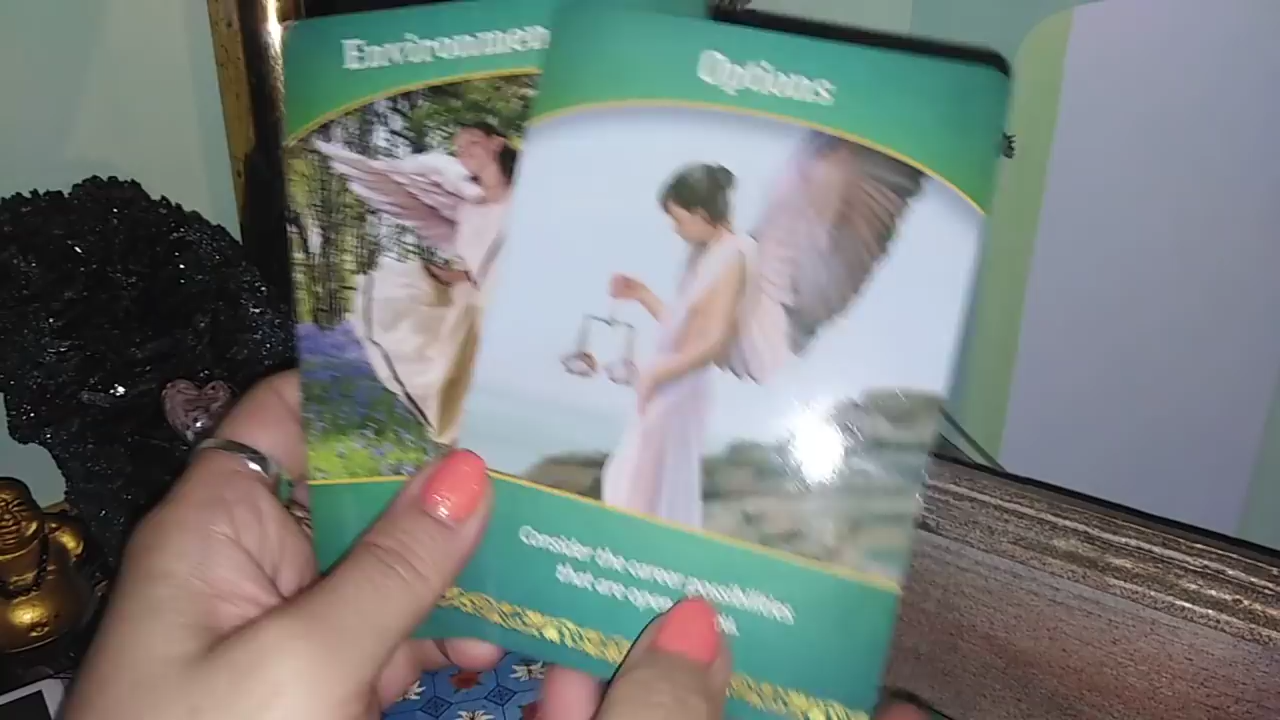 Environmen
Options
Consider the career possibilities
that are open